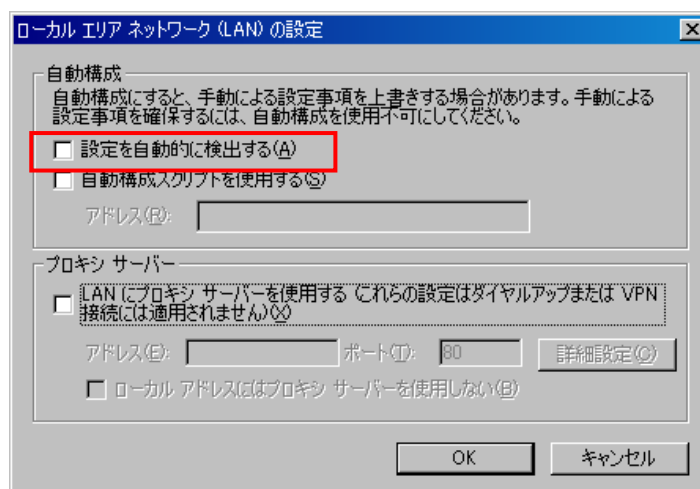 ローカル エリア ネットワーク (LAN) の設定
自動構成
自動構成にすると、手動による設定事項を上書きする場合があります。手動による
設定事項を確保するには、自動構成を使用不可にしてください。
設定を自動的に検出する(A)
自動構成スクリプトを使用する(S)
アドレス(R):
プロキシ サーバー
LAN にプロキシ サーバーを使用する (これらの設定はダイヤルアップまたは VPN
接続には適用されません)(X)
アドレス(E): ポート(T): 80 詳細設定(C)
ローカル アドレスにはプロキシ サーバーを使用しない(B)
OK キャンセル